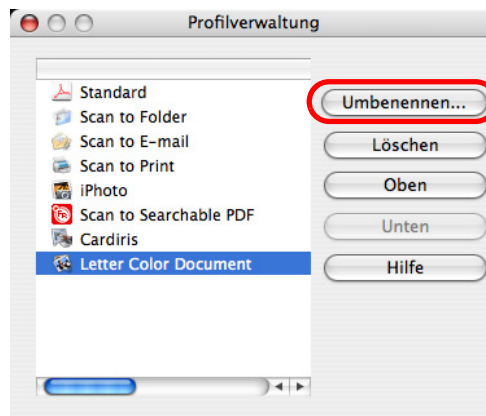 Profilverwaltung
Standard
Scan to Folder
Scan to E-mail
Scan to Print
iPhoto
Scan to Searchable PDF
Cardiris
Letter Color Document
Umbenennen...
Löschen
Oben
Unten
Hilfe